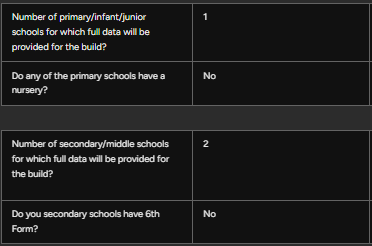 Number of primary/infant/junior 1
schools for which full data will be
provided for the build?
Do any of the primary schools have a No
nursery?
Number of secondary/middle schools 2
for which full data will be provided for
the build?
Do you secondary schools have 6th No
Form?